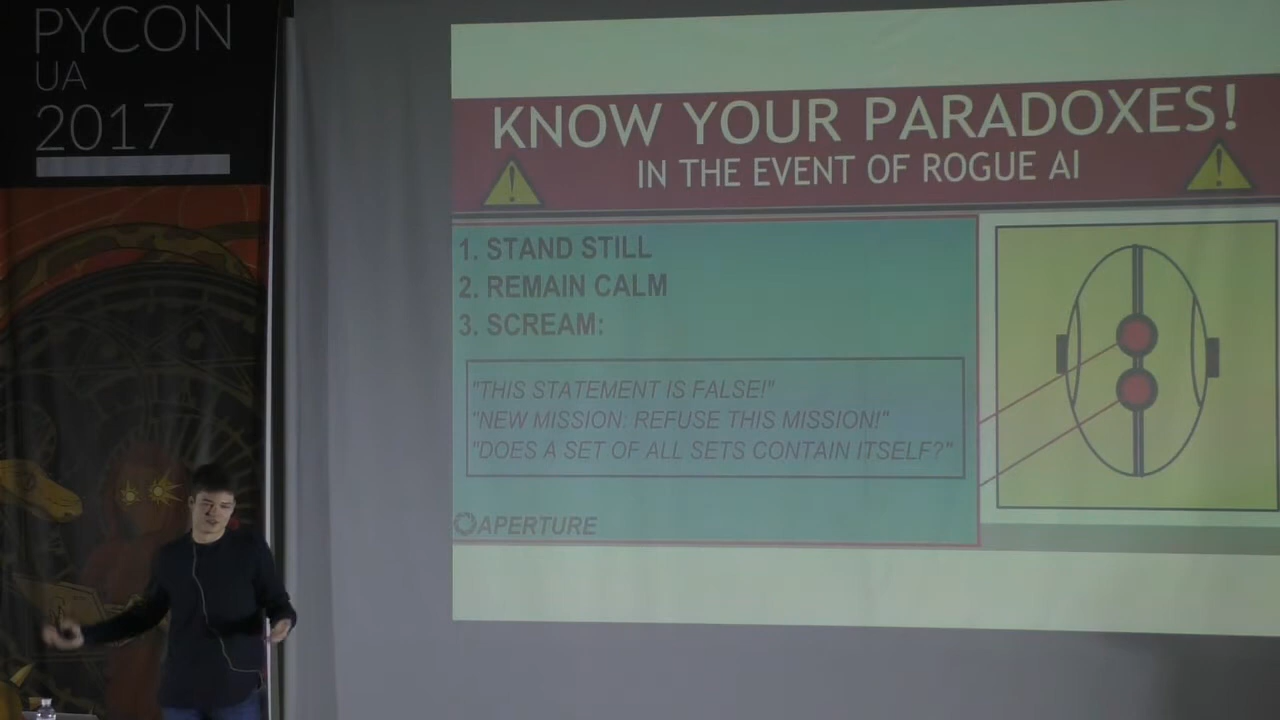 PYCON
UA
2017
KNOW YOUR PARADOXES!
IN THE EVENT OF ROGUE AI
1. STAND STILL
2. REMAIN CALM
3. SCREAM:
"THIS STATEMENT IS FALSE!"
"NEW MISSION: REFUSE THIS MISSION!"
"DOES A SET OF ALL SETS CONTAIN ITSELF?"
APERTURE